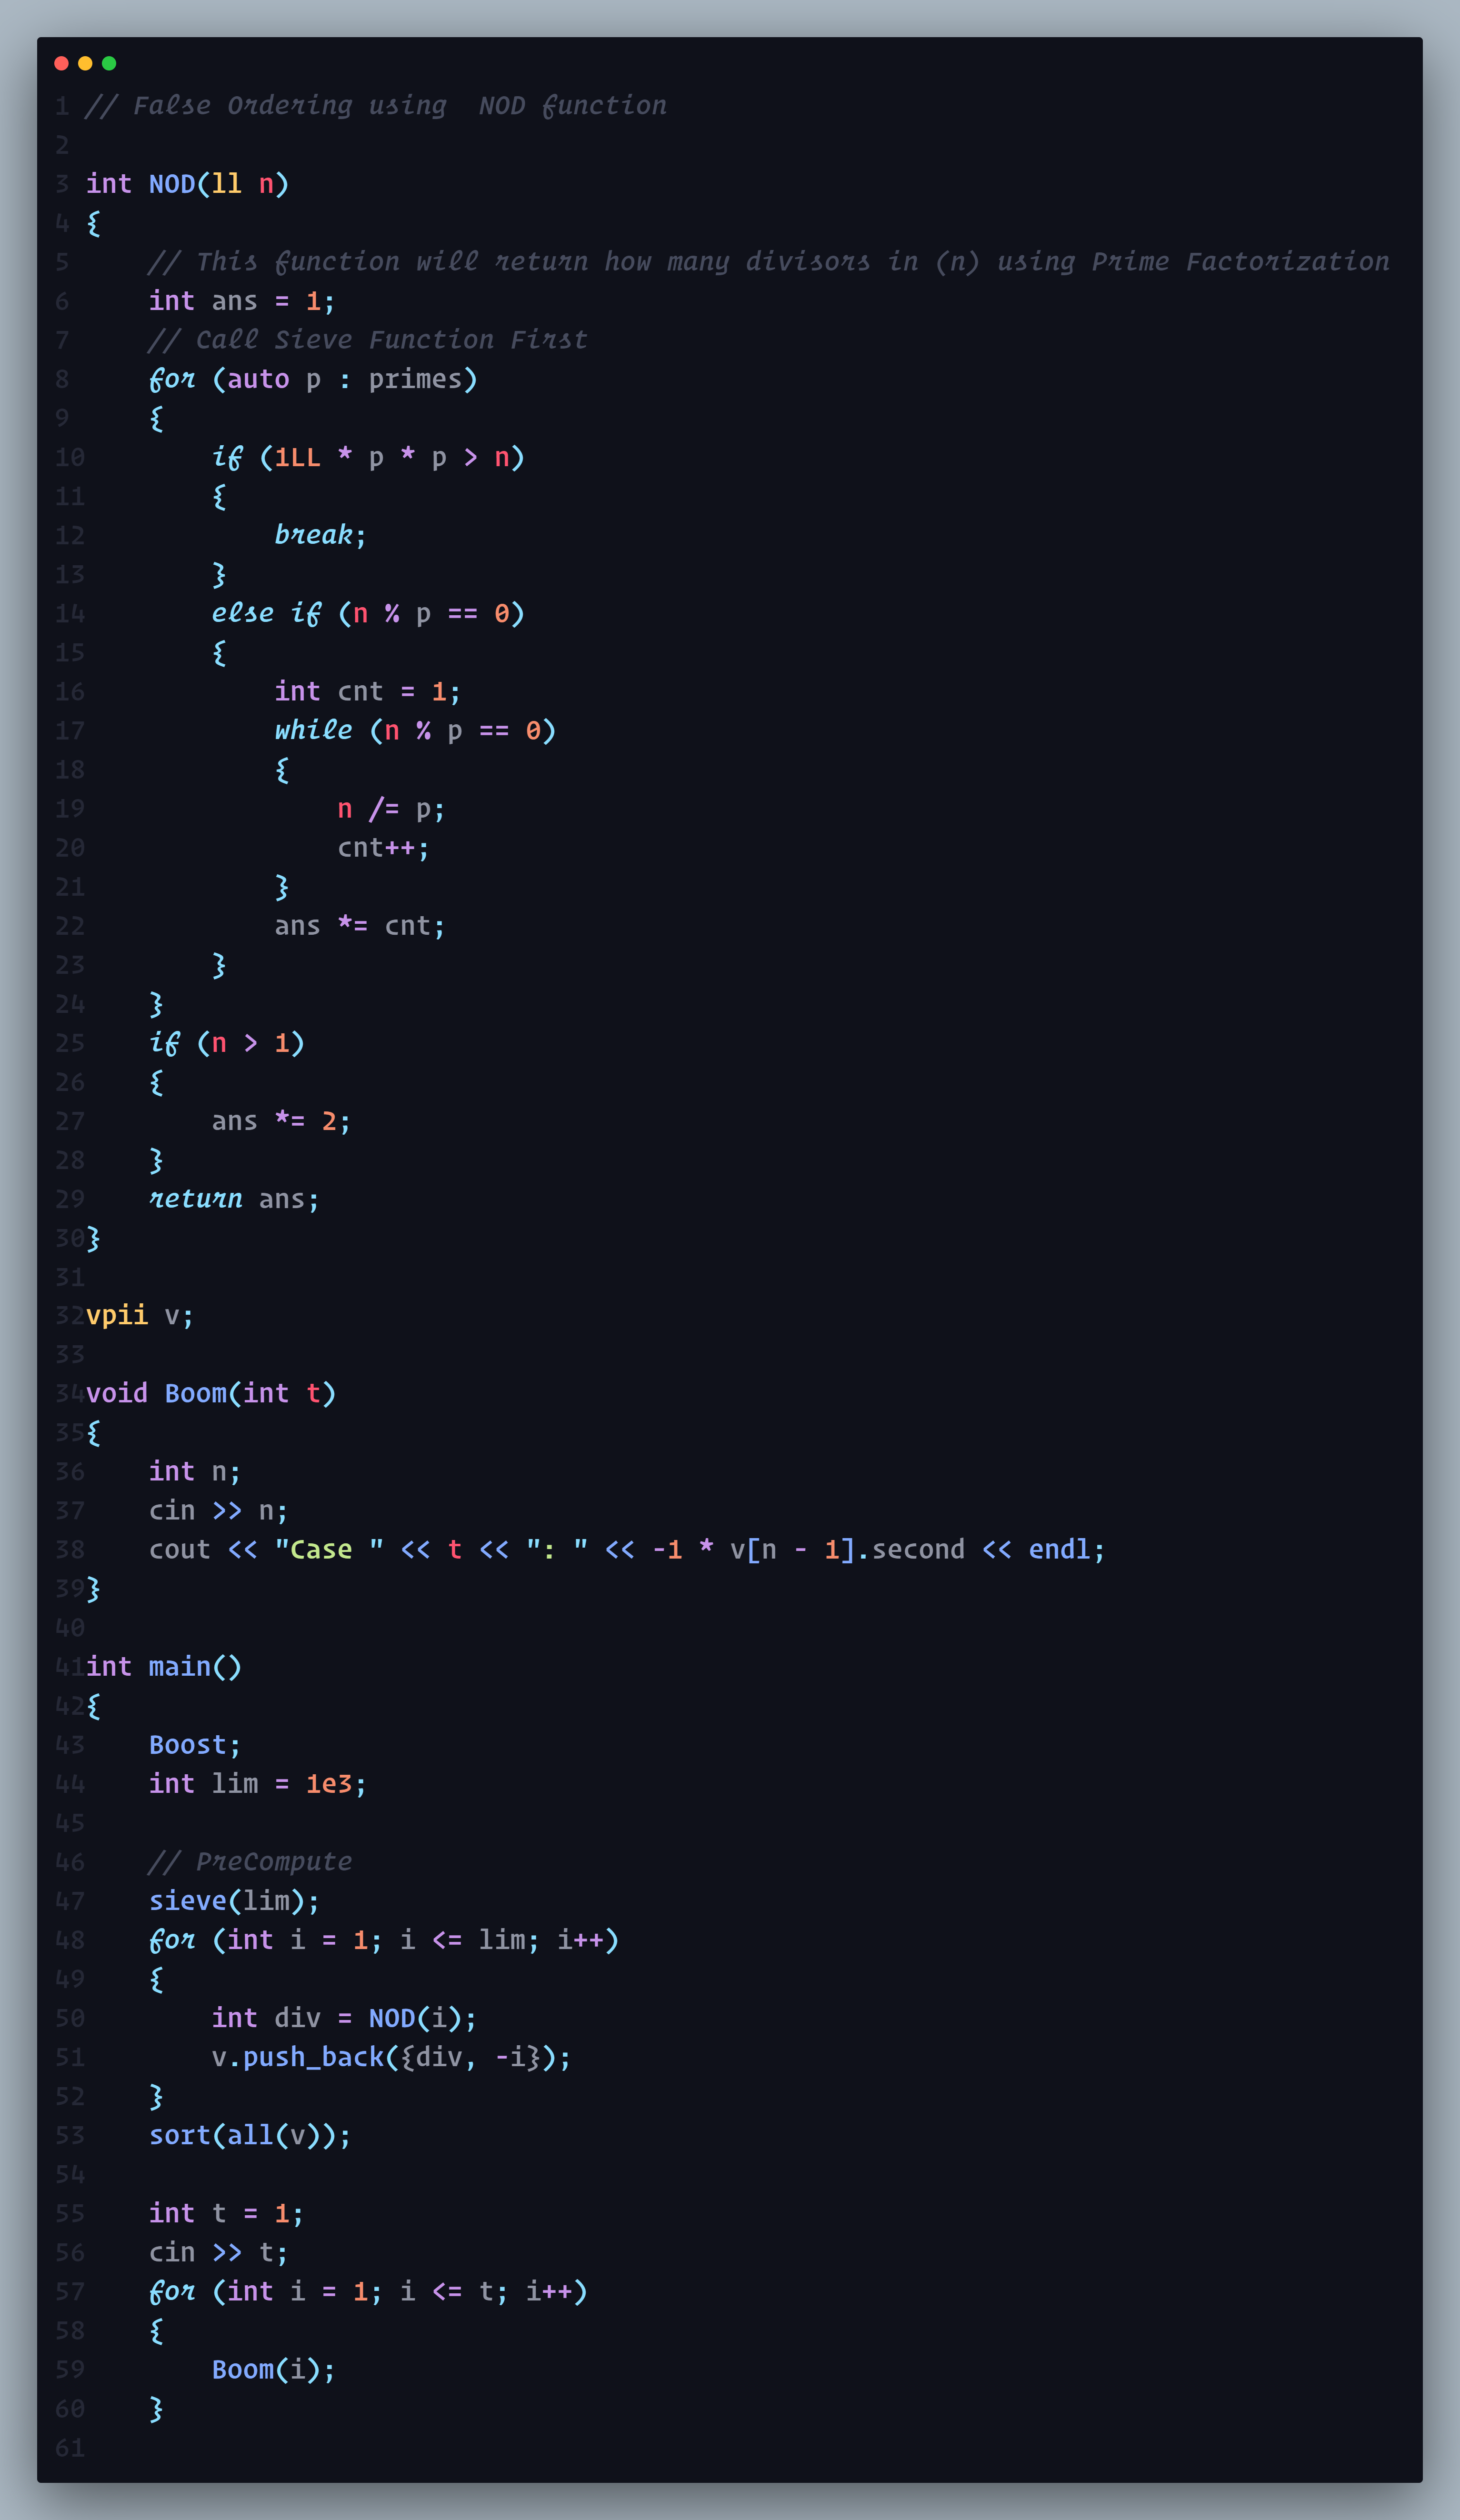 1 // False Ordering using  NOD function
2
3 int NOD(ll n)
4 {
5     // This function will return how many divisors in (n) using Prime Factorization
6     int ans = 1;
7     // Call Sieve Function First
8     for (auto p : primes)
9     {
10         if (1LL * p * p > n)
11         {
12             break;
13         }
14         else if (n % p == 0)
15         {
16             int cnt = 1;
17             while (n % p == 0)
18             {
19                 n /= p;
20                 cnt++;
21             }
22             ans *= cnt;
23         }
24     }
25     if (n > 1)
26     {
27         ans *= 2;
28     }
29     return ans;
30 }
31
32 vpii v;
33
34 void Boom(int t)
35 {
36     int n;
37     cin >> n;
38     cout << "Case " << t << ": " << -1 * v[n - 1].second << endl;
39 }
40
41 int main()
42 {
43     Boost;
44     int lim = 1e3;
45
46     // PreCompute
47     sieve(lim);
48     for (int i = 1; i <= lim; i++)
49     {
50         int div = NOD(i);
51         v.push_back({div, -i});
52     }
53     sort(all(v));
54
55     int t = 1;
56     cin >> t;
57     for (int i = 1; i <= t; i++)
58     {
59         Boom(i);
60     }
61